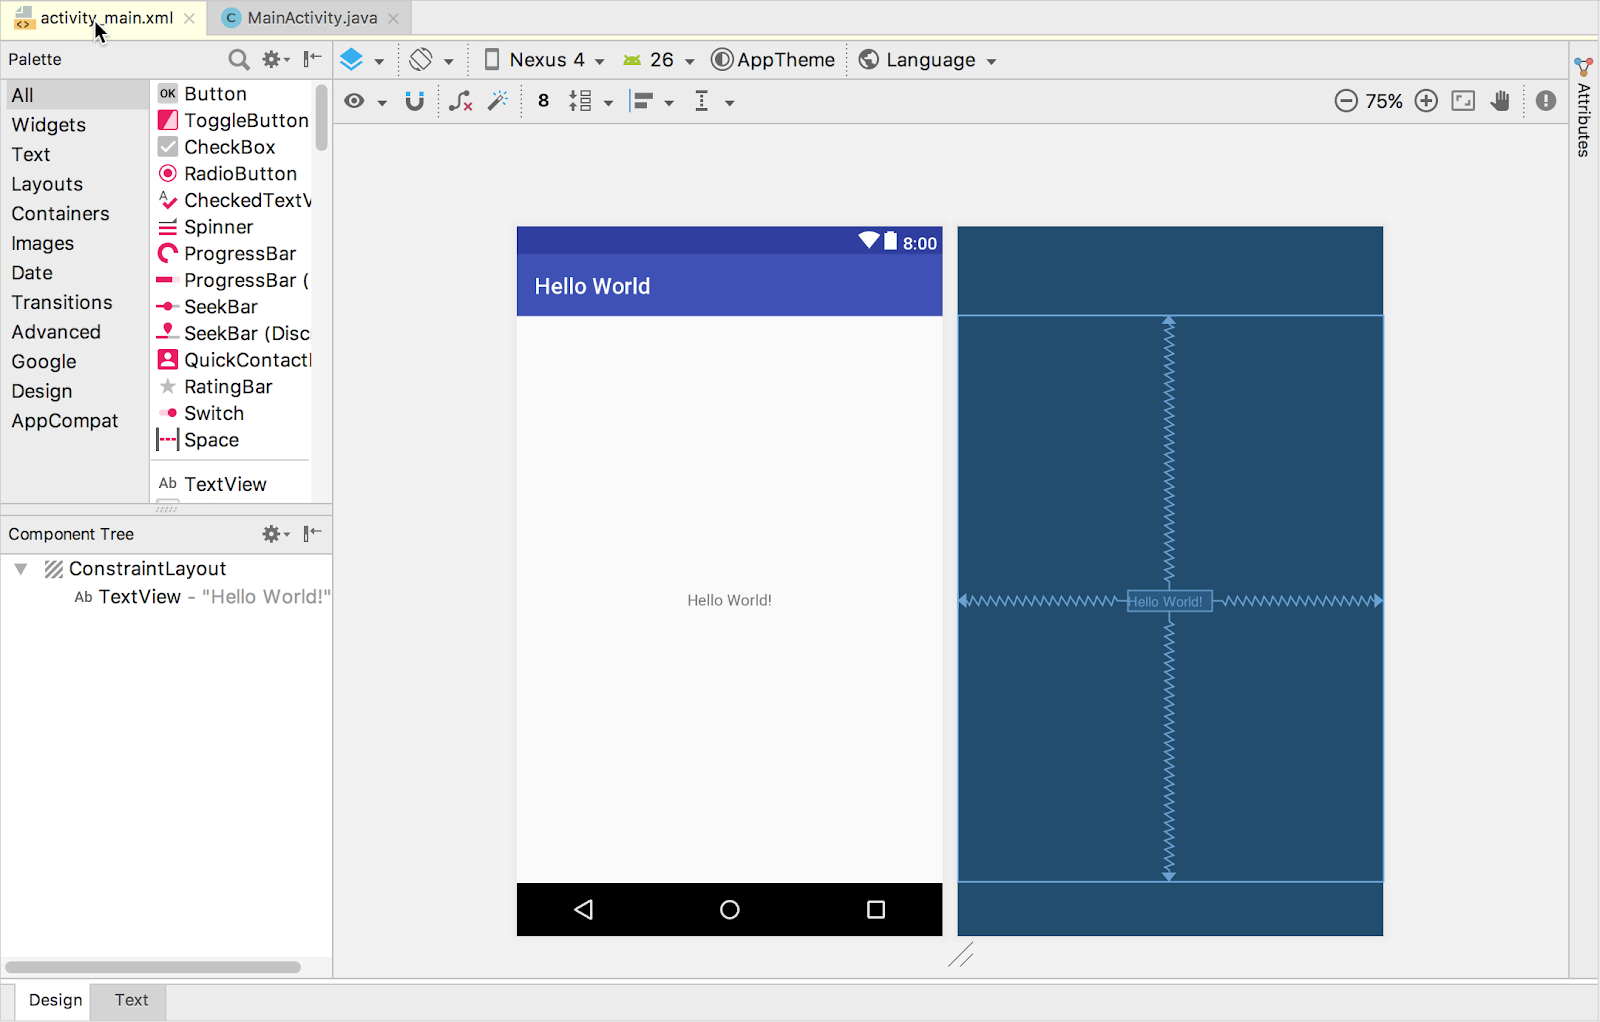 activity_main.xml
C MainActivity.java
Palette
Nexus 4
26
AppTheme
Language
8
75%
Attributes
All
Widgets
Text
Layouts
Containers
Images
Date
Transitions
Advanced
Google
Design
AppCompat
OK Button
ToggleButton
CheckBox
RadioButton
CheckedTextV
Spinner
ProgressBar
ProgressBar (
SeekBar
SeekBar (Disc
QuickContact
RatingBar
Switch
Space
Ab TextView
Component Tree
ConstraintLayout
Ab TextView - "Hello World!"
8:00
Hello World
Hello World!
Hello World!
Design
Text